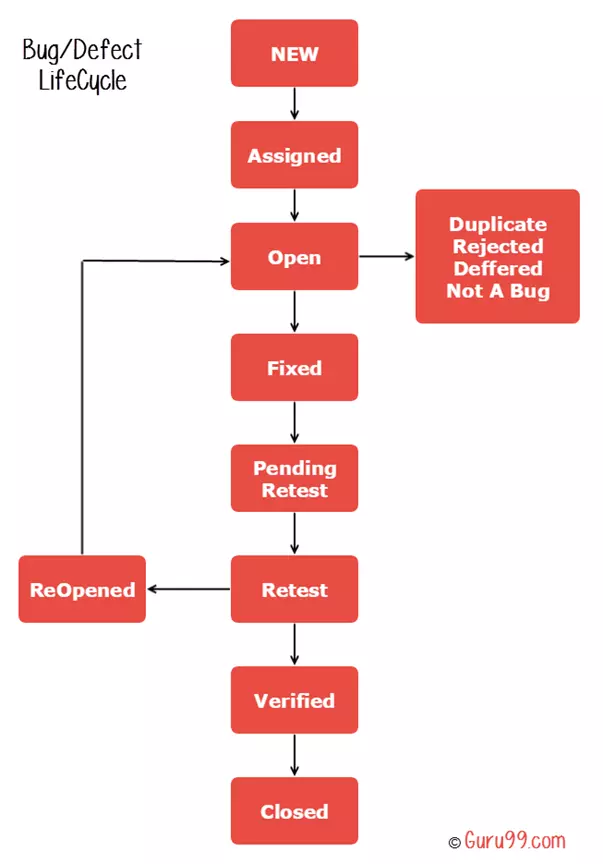 Bug/Defect
LifeCycle
NEW
Assigned
Open
Duplicate
Rejected
Deffered
Not A Bug
Fixed
Pending
Retest
ReOpened
Retest
Verified
Closed
© Guru99.com